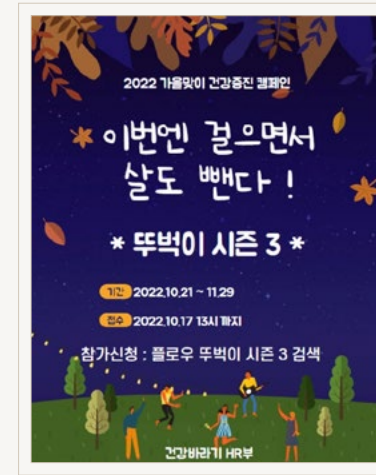 2022 가을맞이 건강증진 캠페인
이번엔 걸으면서
살도 뺀다 !
* 뚜벅이 시즌 3 *
기간 2022.10.21 ~ 11.29
접수 2022.10.17 13시 까지
참가신청 : 플로우 뚜벅이 시즌 3 검색
건강바라기 HR부